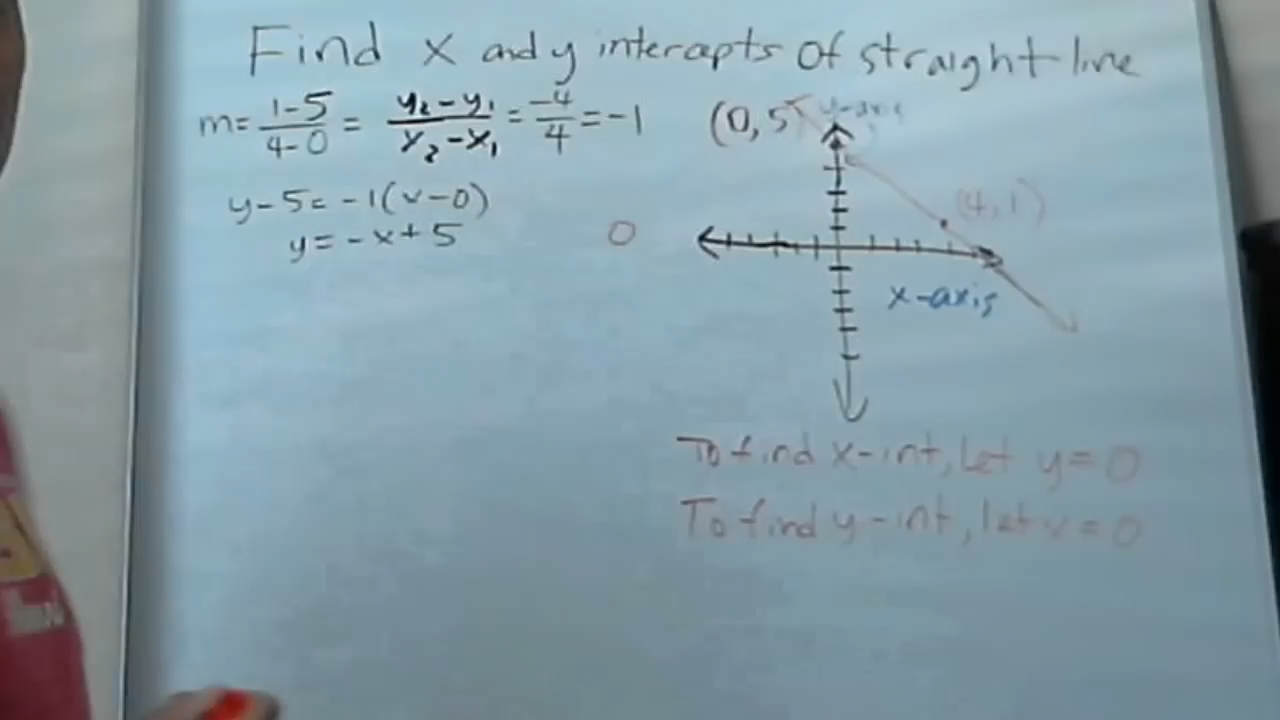 Find x and y intercepts of straight line
m = (1-5)/(4-0) = (y₂-y₁)/(x₂-x₁) = -4/4 = -1
(0,5)
y-axis
y-5 = -1(x-0)
(4,1)
y = -x+5
0
x-axis
To find x-int, Let y=0
To find y-int, let x=0